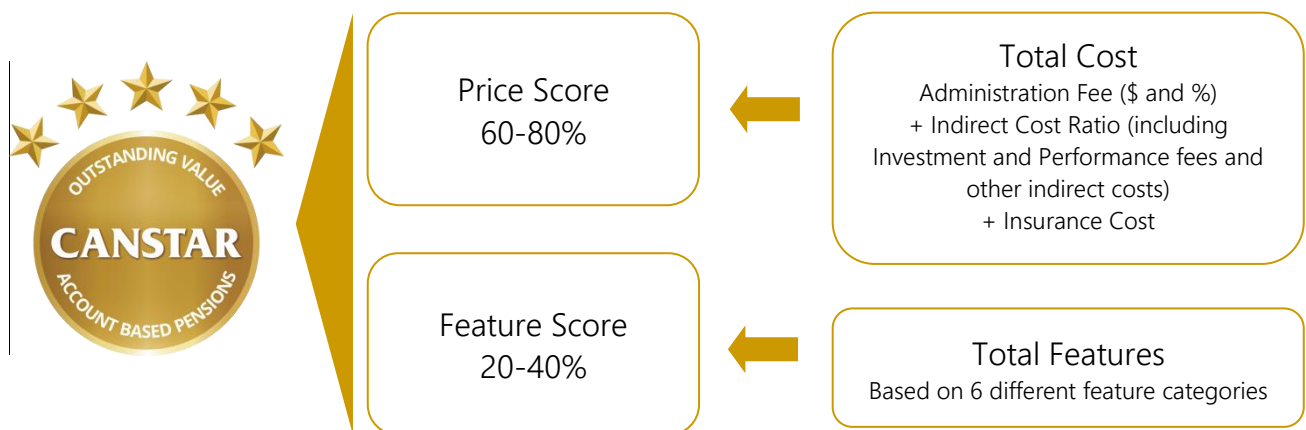 OUTSTANDING VALUE
CANSTAR
ACCOUNT BASED PENSIONS
Price Score
60-80%
Total Cost
Administration Fee ($ and %)
+ Indirect Cost Ratio (including
Investment and Performance fees and
other indirect costs)
+ Insurance Cost
Feature Score
20-40%
Total Features
Based on 6 different feature categories